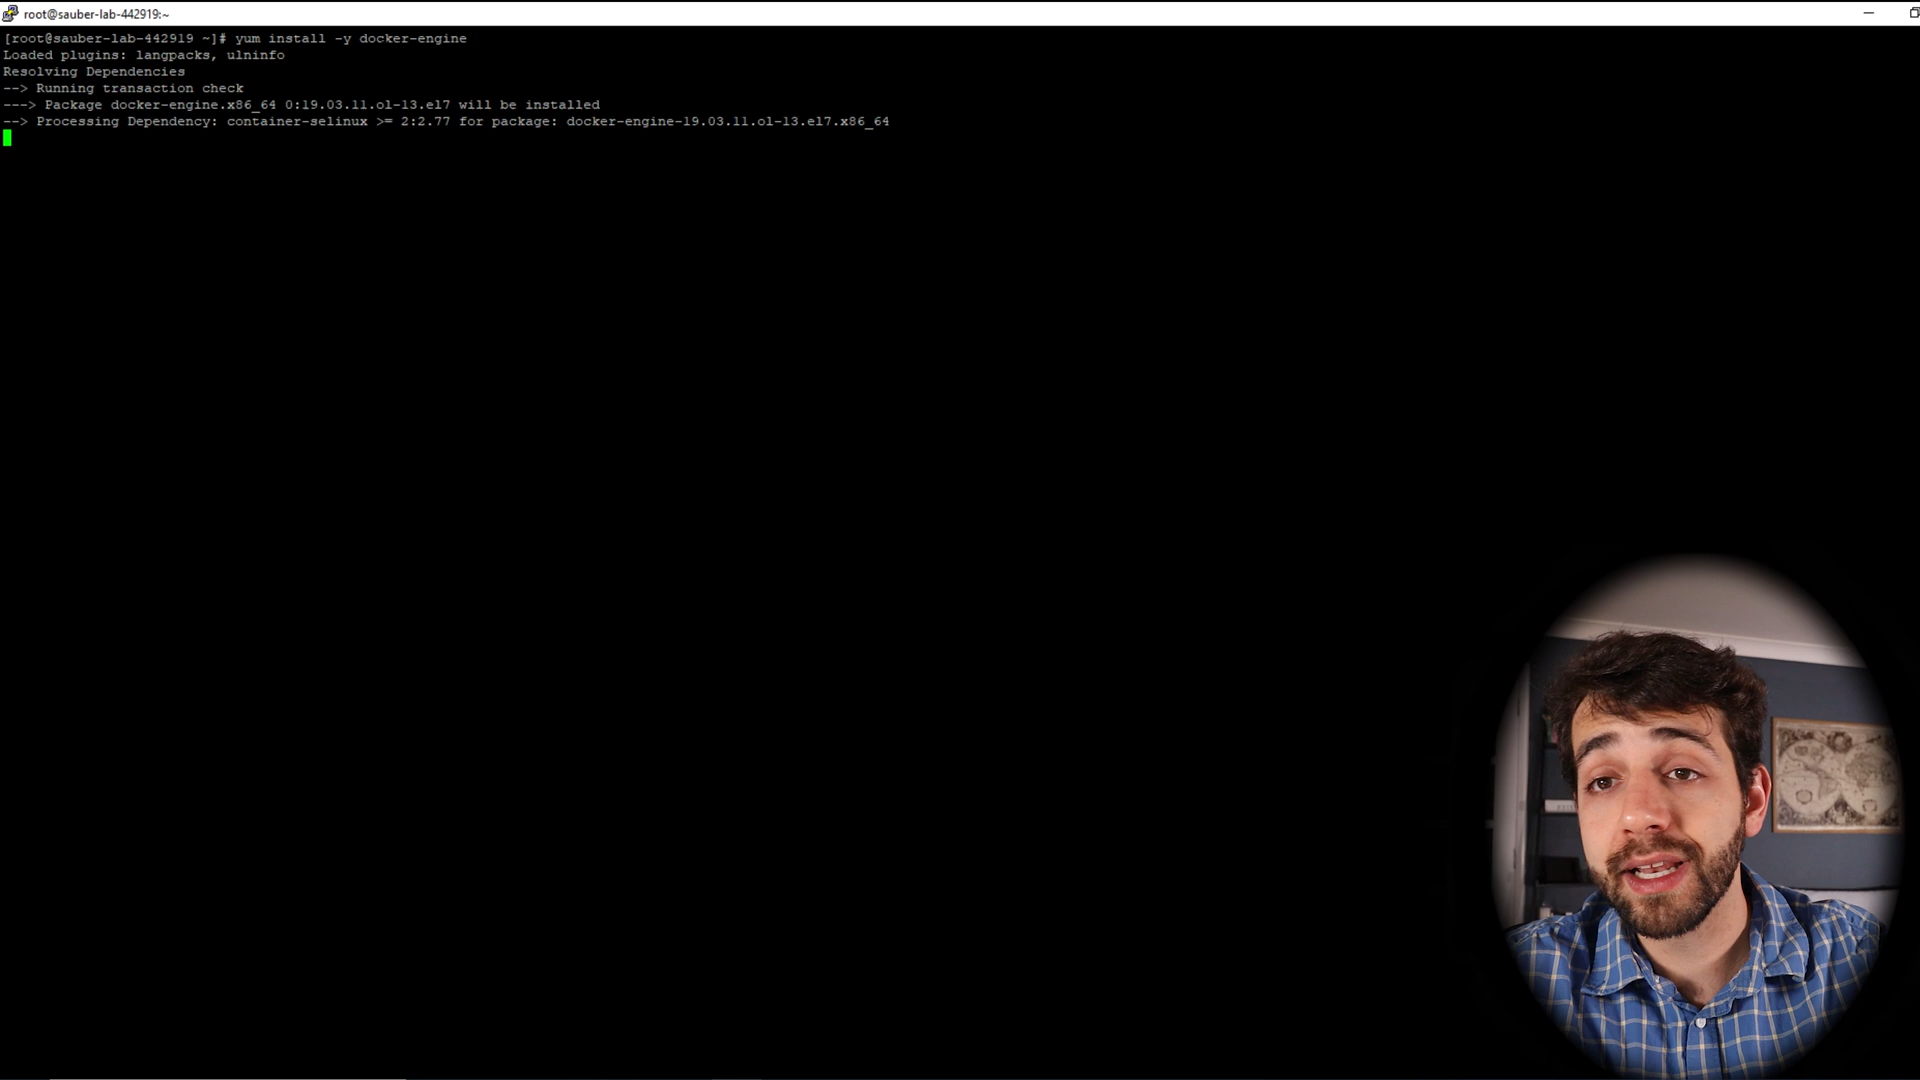 root@sauber-lab-442919:~
[root@sauber-lab-442919 ~]# yum install -y docker-engine
Loaded plugins: langpacks, ulninfo
Resolving Dependencies
--> Running transaction check
---> Package docker-engine.x86_64 0:19.03.11.ol-13.el7 will be installed
--> Processing Dependency: container-selinux >= 2:2.77 for package: docker-engine-19.03.11.ol-13.el7.x86_64